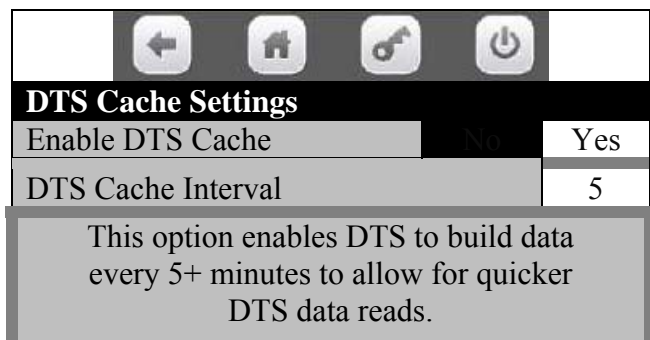 DTS Cache Settings
Enable DTS Cache No Yes
DTS Cache Interval 5
This option enables DTS to build data
every 5+ minutes to allow for quicker
DTS data reads.